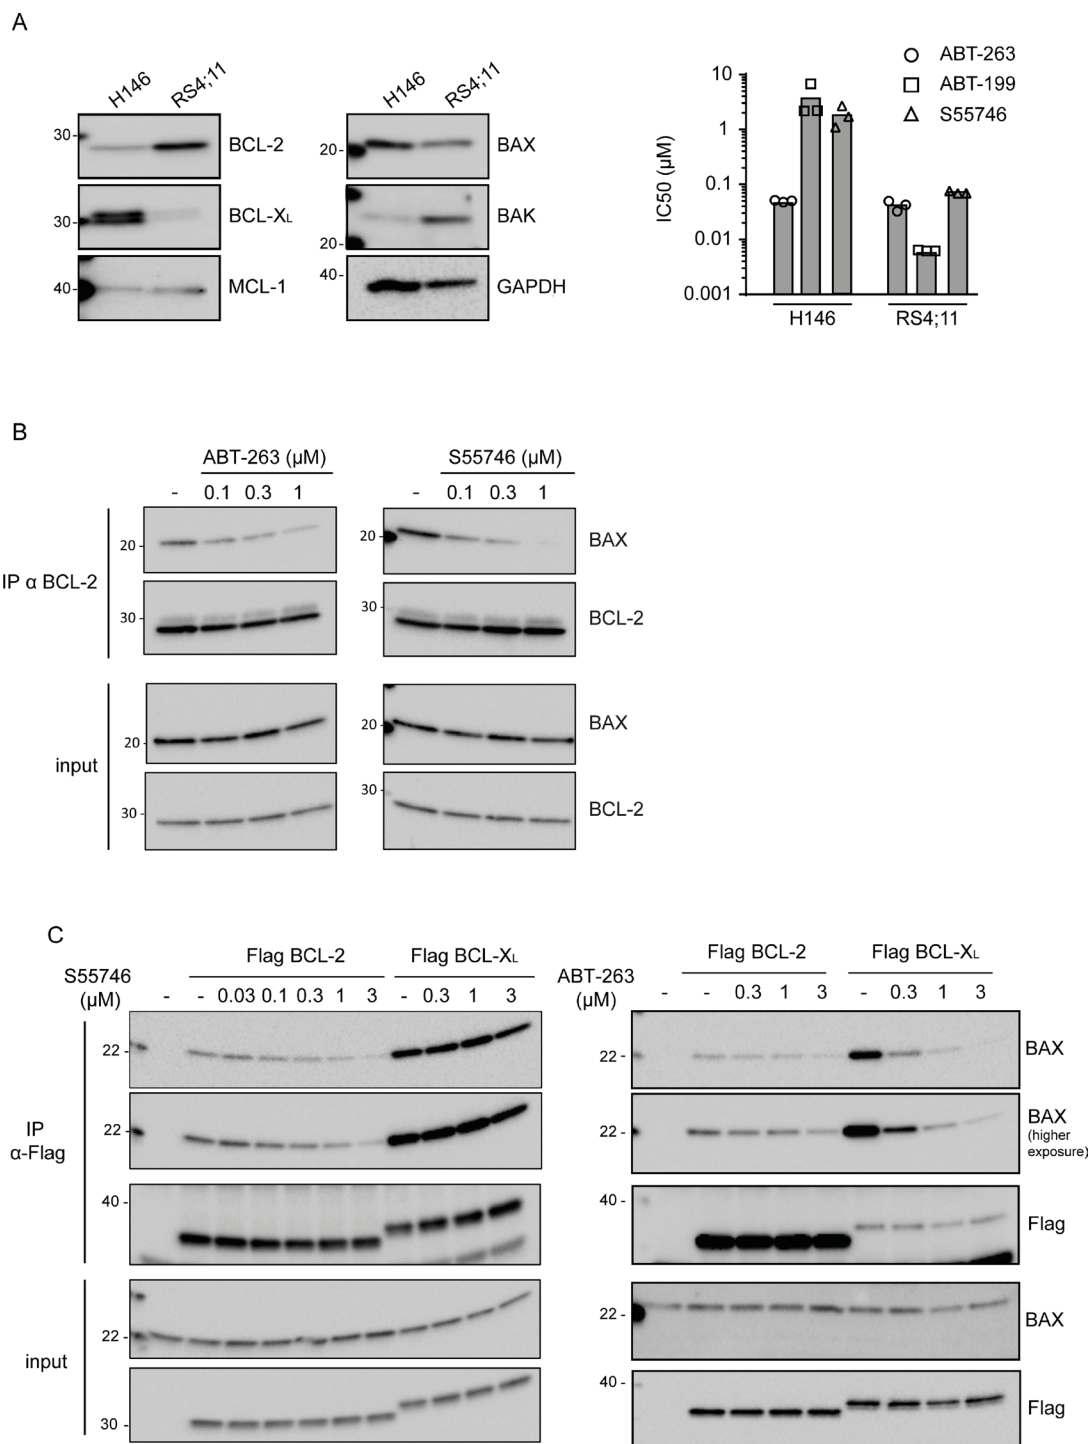 A
H146 RS4;11
30-
BCL-2
30-
BCL-XL
40-
MCL-1
H146 RS4;11
20-
BAX
20-
BAK
40-
GAPDH
ABT-263
ABT-199
S55746
IC50 (µM)
10
1
0.1
0.01
0.001
H146 RS4;11
B
ABT-263 (µM) S55746 (µM)
- 0.1 0.3 1 - 0.1 0.3 1
IP α BCL-2
20 - 20 - BAX
30 - 30 - BCL-2
input
20 - 20 - BAX
30 - 30 - BCL-2
C
Flag BCL-2 Flag BCL-XL
S55746
(µM)
- - 0.03 0.1 0.3 1 3 - 0.3 1 3
Flag BCL-2 Flag BCL-XL
ABT-263
(µM)
- - 0.3 1 3 - 0.3 1 3
IP
α-Flag
22 - 22 - BAX
22 - 22 - BAX
(higher
exposure)
40 - 40 - Flag
input
22 - 22 - BAX
30 - 40 - Flag